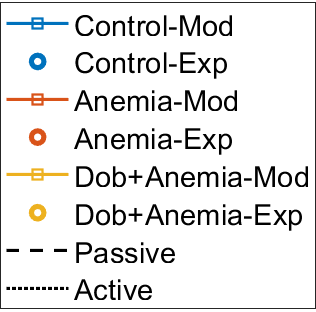 Control-Mod
Control-Exp
Anemia-Mod
Anemia-Exp
Dob+Anemia-Mod
Dob+Anemia-Exp
Passive
Active